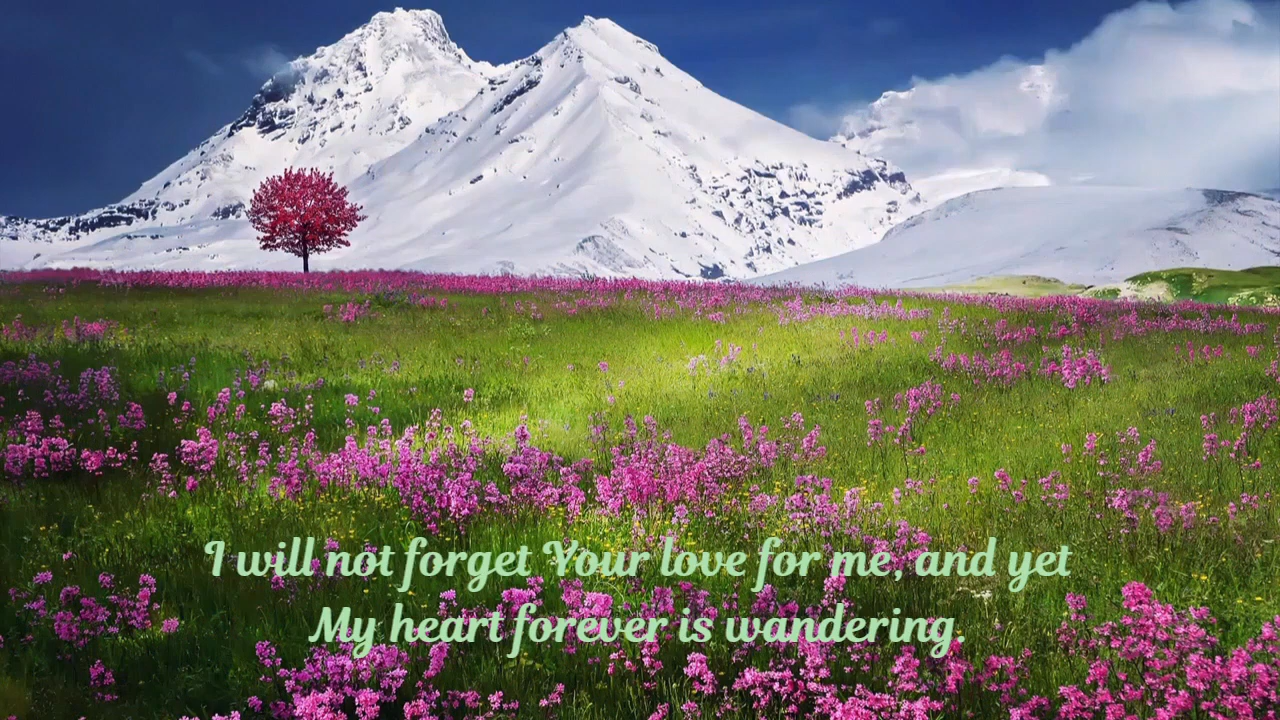 I will not forget Your love for me, and yet
My heart forever is wandering.